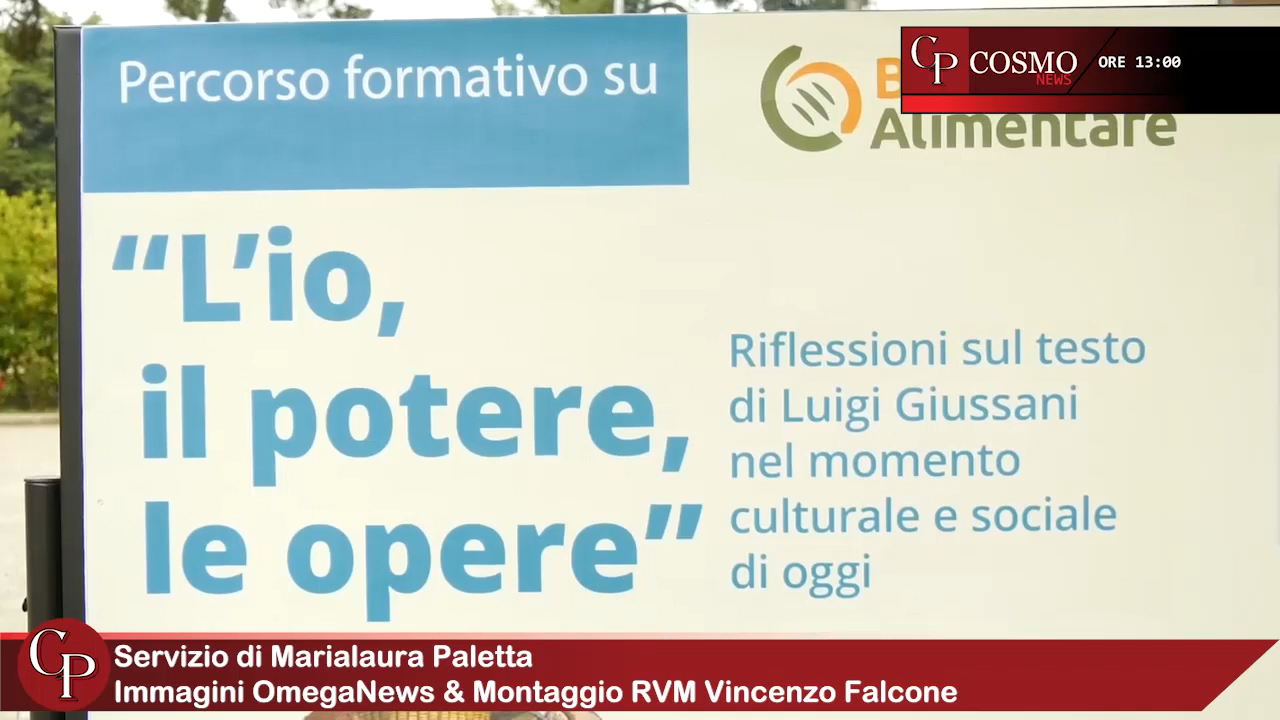 Percorso formativo su
CP COSMO NEWS
ORE 13:00
Alimentare
“L’io,
il potere,
le opere”
Riflessioni sul testo
di Luigi Giussani
nel momento
culturale e sociale
di oggi
CP
Servizio di Marialaura Paletta
Immagini OmegaNews & Montaggio RVM Vincenzo Falcone